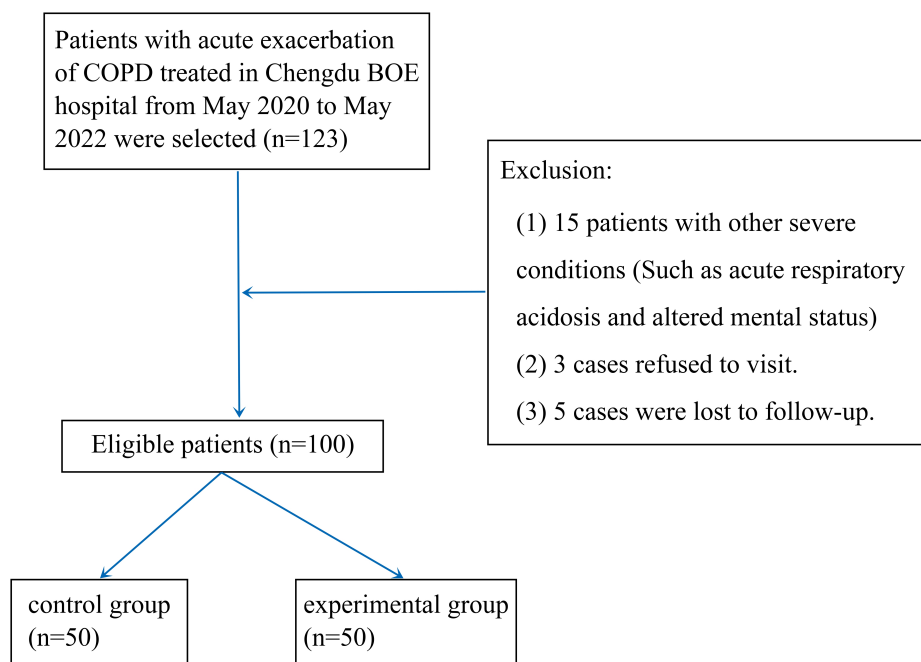 Patients with acute exacerbation
of COPD treated in Chengdu BOE
hospital from May 2020 to May
2022 were selected (n=123)
Exclusion:
(1) 15 patients with other severe
conditions (Such as acute respiratory
acidosis and altered mental status)
(2) 3 cases refused to visit.
(3) 5 cases were lost to follow-up.
Eligible patients (n=100)
control group
(n=50)
experimental group
(n=50)